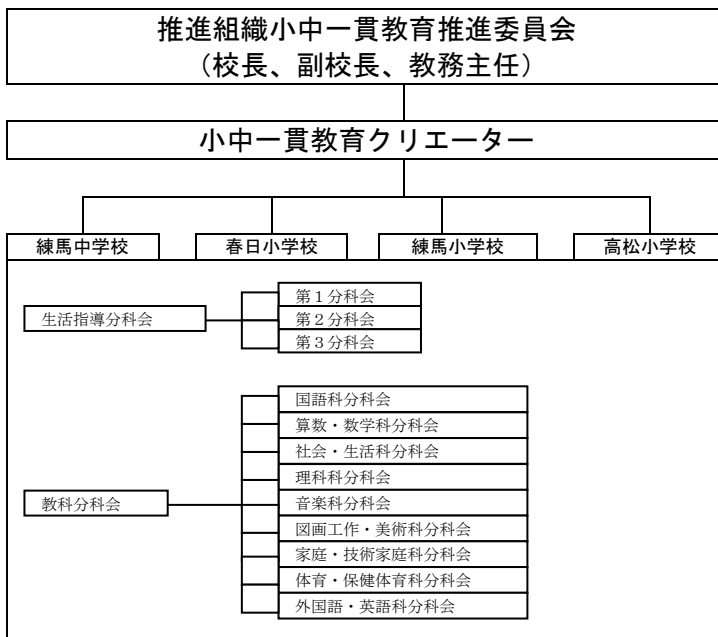 推進組織小中一貫教育推進委員会
（校長、副校長、教務主任）
小中一貫教育クリエーター
練馬中学校
春日小学校
練馬小学校
高松小学校
生活指導分科会
第１分科会
第２分科会
第３分科会
教科分科会
国語科分科会
算数・数学科分科会
社会・生活科分科会
理科科分科会
音楽科分科会
図画工作・美術科分科会
家庭・技術家庭科分科会
体育・保健体育科分科会
外国語・英語科分科会